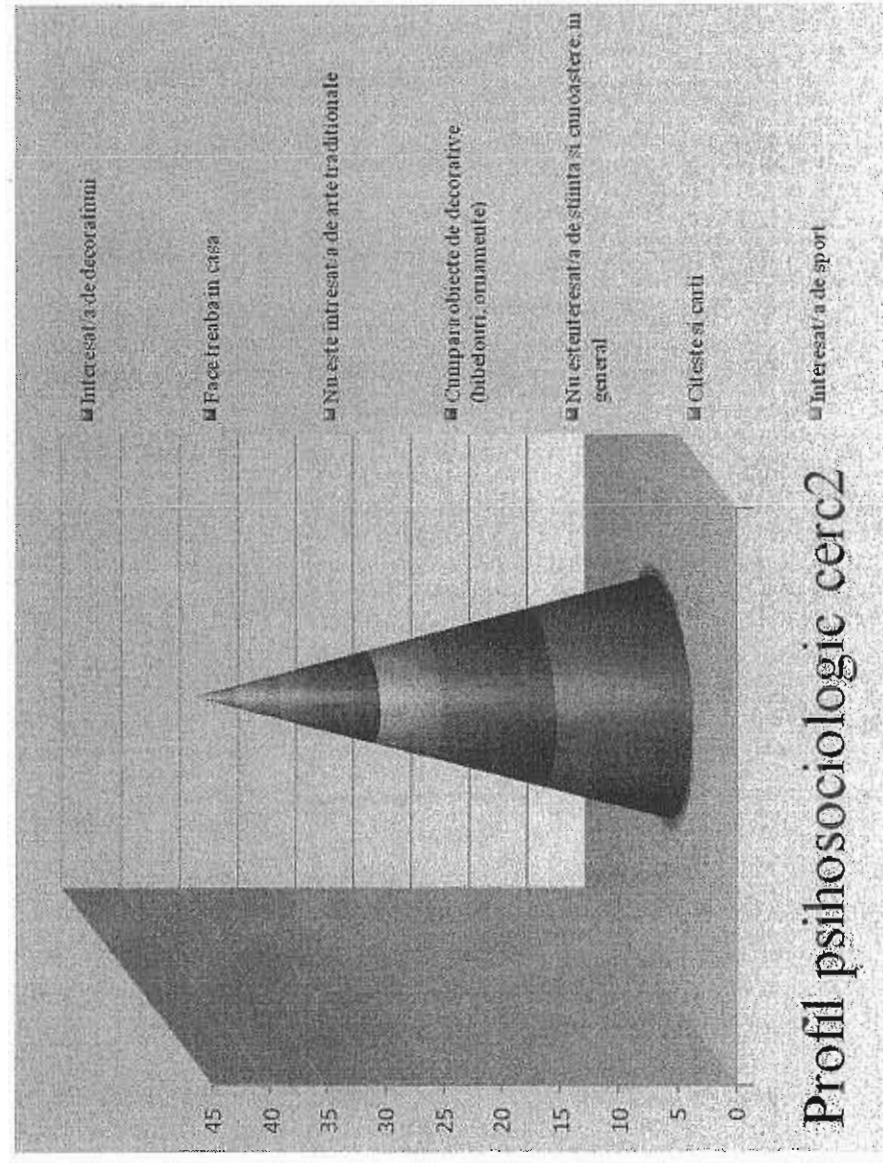 Interesat/a de decoratiuni
Face treaba in casa
Nu este intresat/a de arte traditionale
Cumpara obiecte de decorative
(bibelouri, ornamente)
Nu este interesat/a de stiinta si cunoastere, in
general
Citeste si carti
Interesat/a de sport
45
40
35
30
25
20
15
10
5
0
Profil psihosociologic cerc2